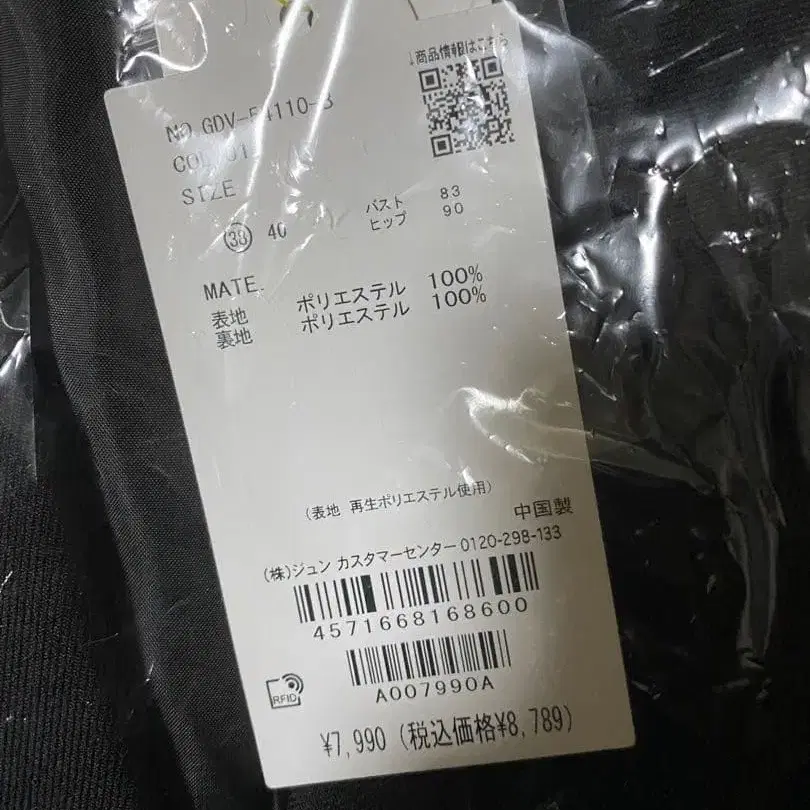 ↓商品情報はこちら
NO.GDV-54110-3
SIZE
38 40
バスト 83
ヒップ 90
MATE.
表地 ポリエステル 100%
裏地 ポリエステル 100%
(表地 再生ポリエステル使用)
中国製
(株)ジュン カスタマーセンター 0120-298-133
4571668168600
A007990A
RFID
¥7,990 (税込価格¥8,789)